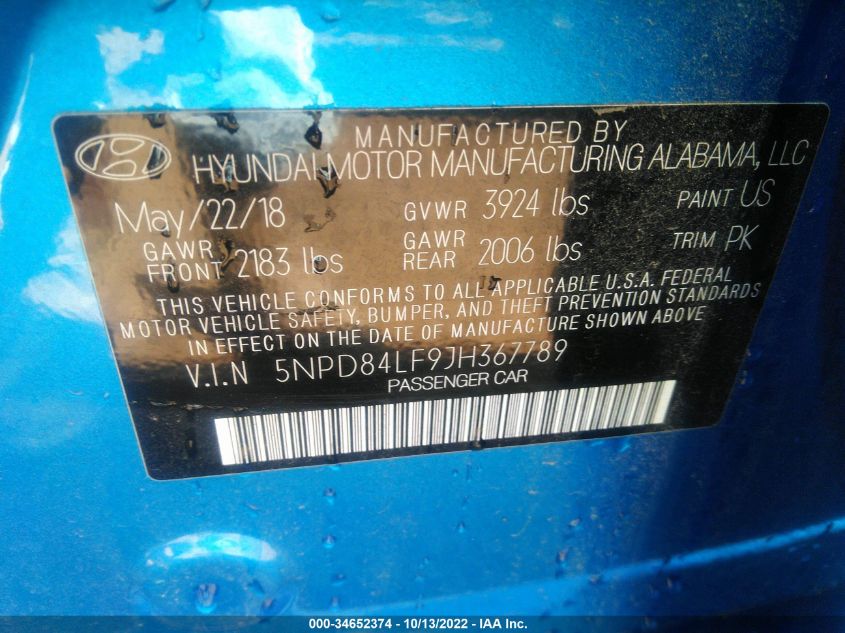 MANUFACTURED BY
HYUNDAI MOTOR MANUFACTURING ALABAMA, LLC
May/22/18 GVWR 3924 lbs PAINT US
GAWR FRONT 2183 lbs GAWR REAR 2006 lbs TRIM PK
THIS VEHICLE CONFORMS TO ALL APPLICABLE U.S.A. FEDERAL
MOTOR VEHICLE SAFETY, BUMPER, AND THEFT PREVENTION STANDARDS
IN EFFECT ON THE DATE OF MANUFACTURE SHOWN ABOVE
V.I.N 5NPD84LF9JH367789
PASSENGER CAR
000-34652374 - 10/13/2022 - IAA Inc.